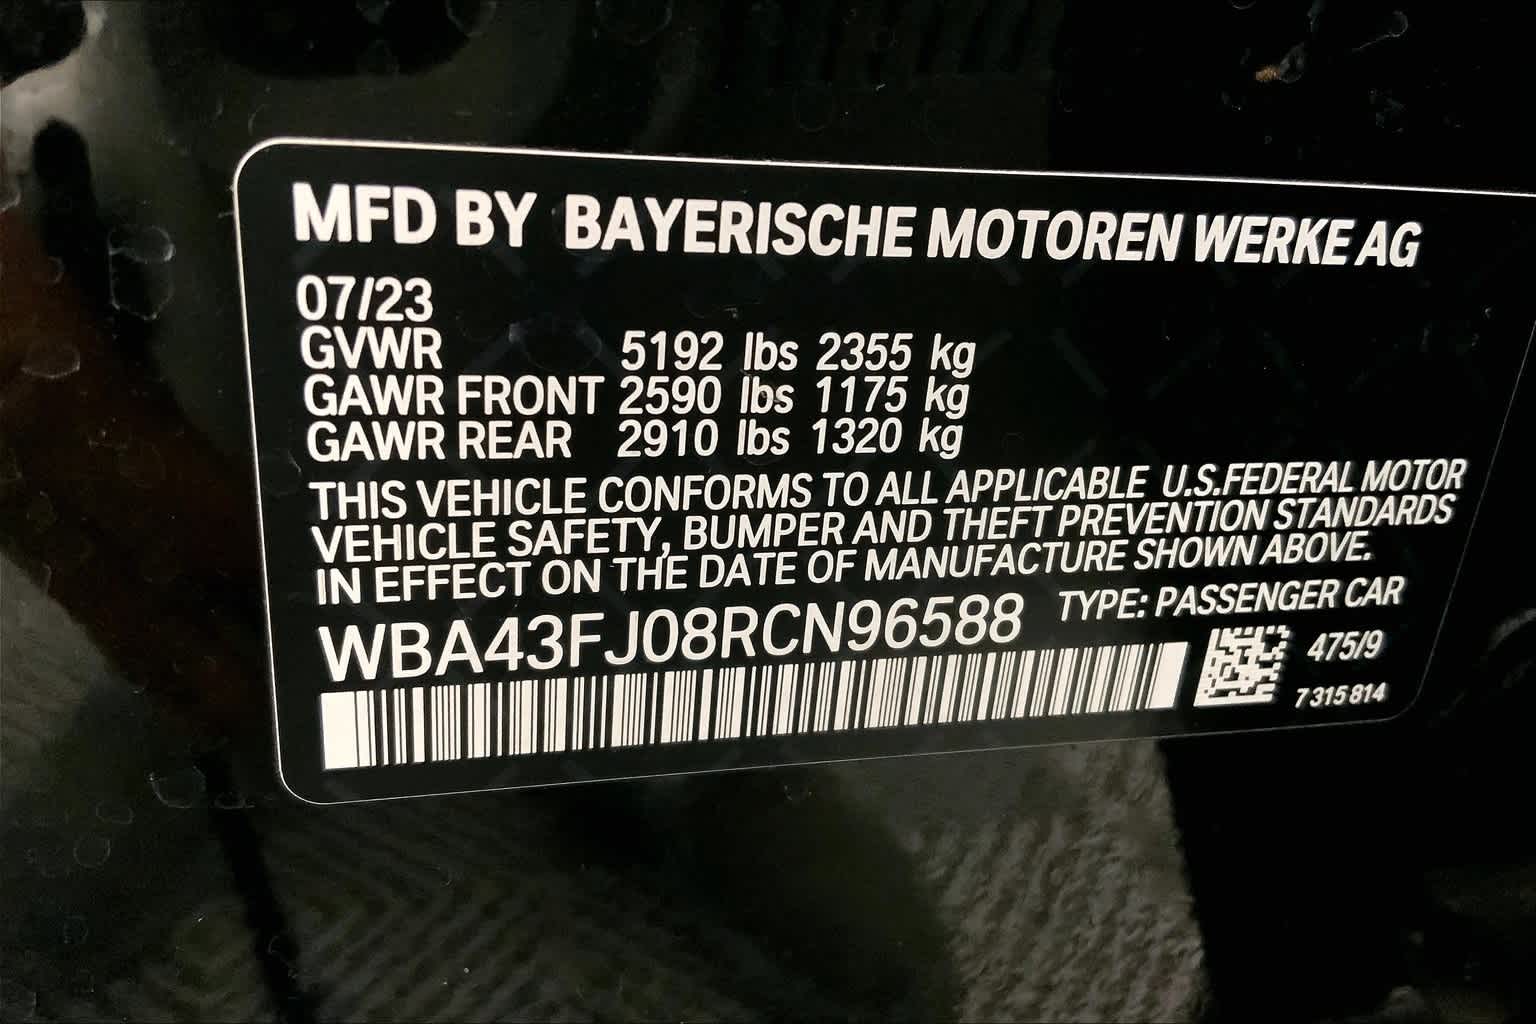 MFD BY BAYERISCHE MOTOREN WERKE AG
07/23
GVWR 5192 lbs 2355 kg
GAWR FRONT 2590 lbs 1175 kg
GAWR REAR 2910 lbs 1320 kg
THIS VEHICLE CONFORMS TO ALL APPLICABLE U.S.FEDERAL MOTOR
VEHICLE SAFETY, BUMPER AND THEFT PREVENTION STANDARDS
IN EFFECT ON THE DATE OF MANUFACTURE SHOWN ABOVE.
WBA43FJ08RCN96588 TYPE: PASSENGER CAR
475/9
7 315 814